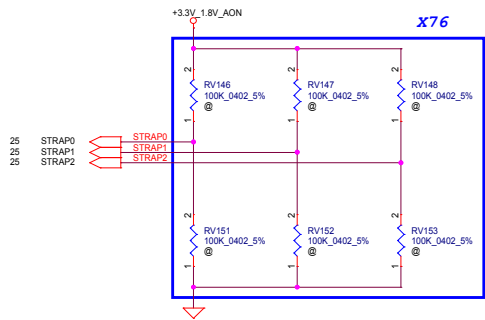 +3.3V_1.8V_AON
X76
2 2 2
RV146 RV147 RV148
100K_0402_5% 100K_0402_5% 100K_0402_5%
@ @ @
1 1 1
25 STRAP0 STRAP0
25 STRAP1 STRAP1
25 STRAP2 STRAP2
2 2 2
RV151 RV152 RV153
100K_0402_5% 100K_0402_5% 100K_0402_5%
@ @ @
1 1 1